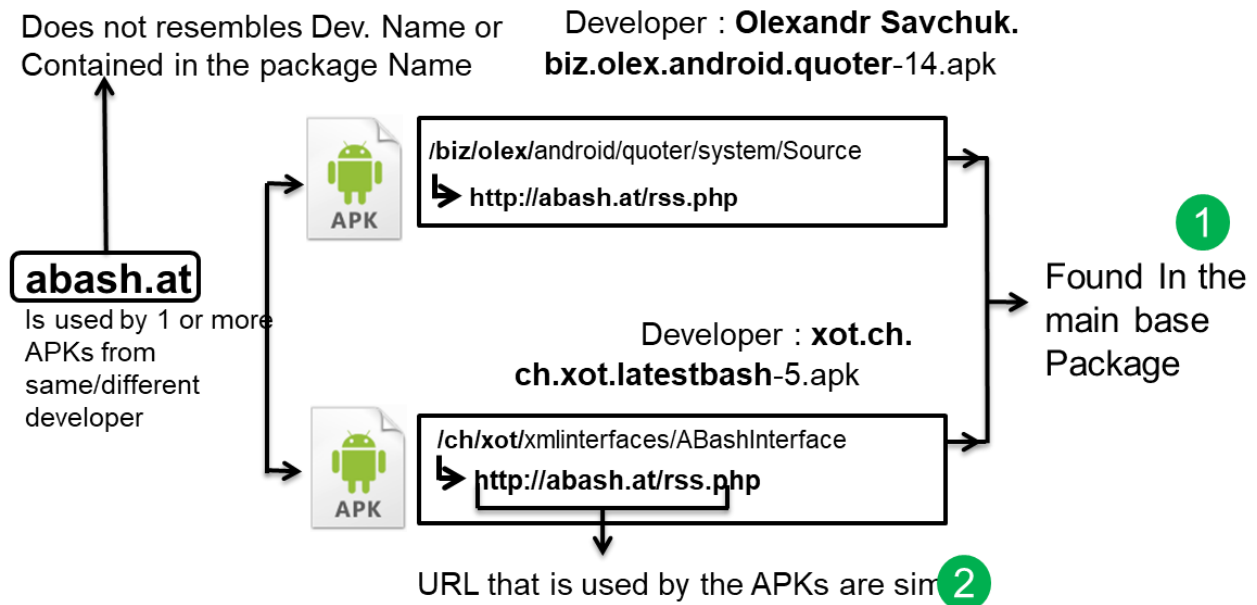 Does not resembles Dev. Name or
Contained in the package Name
Developer : Olexandr Savchuk.
biz.olex.android.quoter-14.apk
APK
/biz/olex/android/quoter/system/Source
http://abash.at/rss.php
abash.at
Is used by 1 or more
APKs from
same/different
developer
1
Found In the
main base
Package
Developer : xot.ch.
ch.xot.latestbash-5.apk
APK
/ch/xot/xmlinterfaces/ABashInterface
http://abash.at/rss.php
URL that is used by the APKs are
2